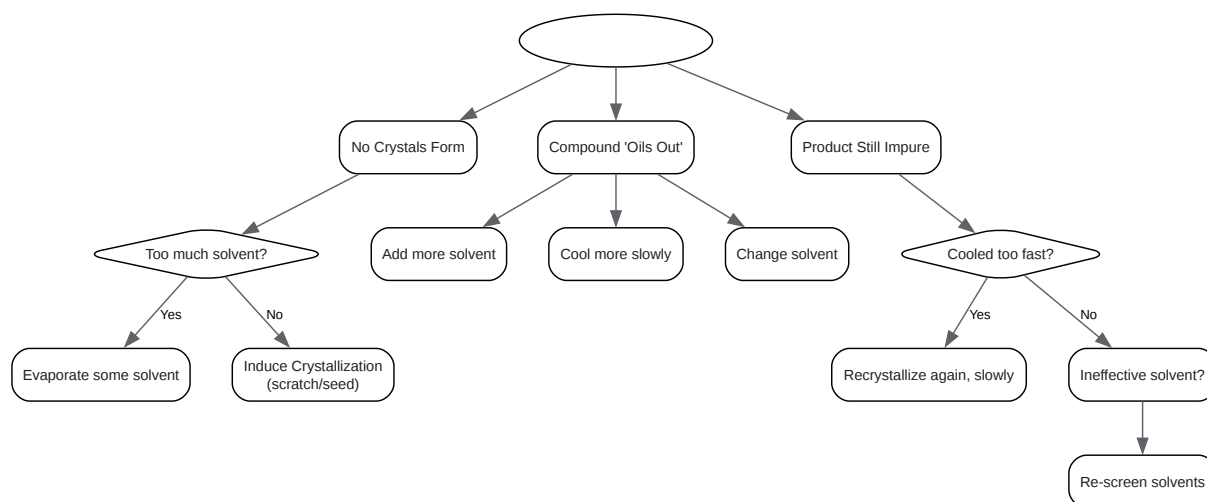 No Crystals Form
Compound 'Oils Out'
Product Still Impure
Too much solvent?
Add more solvent
Cool more slowly
Change solvent
Cooled too fast?
Yes
No
Yes
No
Evaporate some solvent
Induce Crystallization
(scratch/seed)
Recrystallize again, slowly
Ineffective solvent?
Re-screen solvents